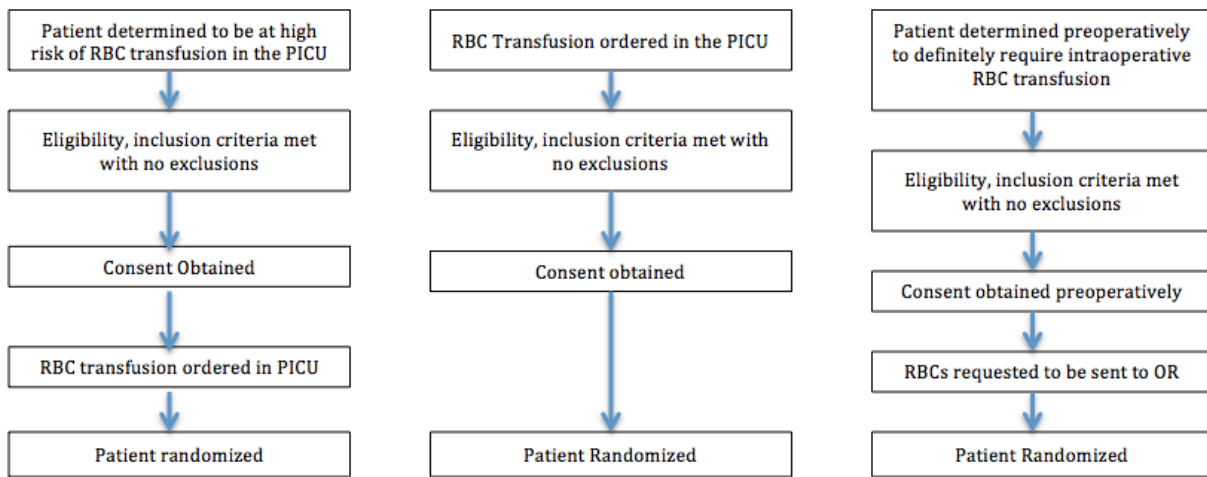 Patient determined to be at high
risk of RBC transfusion in the PICU
Eligibility, inclusion criteria met
with no exclusions
Consent Obtained
RBC transfusion ordered in PICU
Patient randomized
RBC Transfusion ordered in the PICU
Eligibility, inclusion criteria met with
no exclusions
Consent obtained
Patient Randomized
Patient determined preoperatively
to definitely require intraoperative
RBC transfusion
Eligibility, inclusion criteria met
with no exclusions
Consent obtained preoperatively
RBCs requested to be sent to OR
Patient Randomized